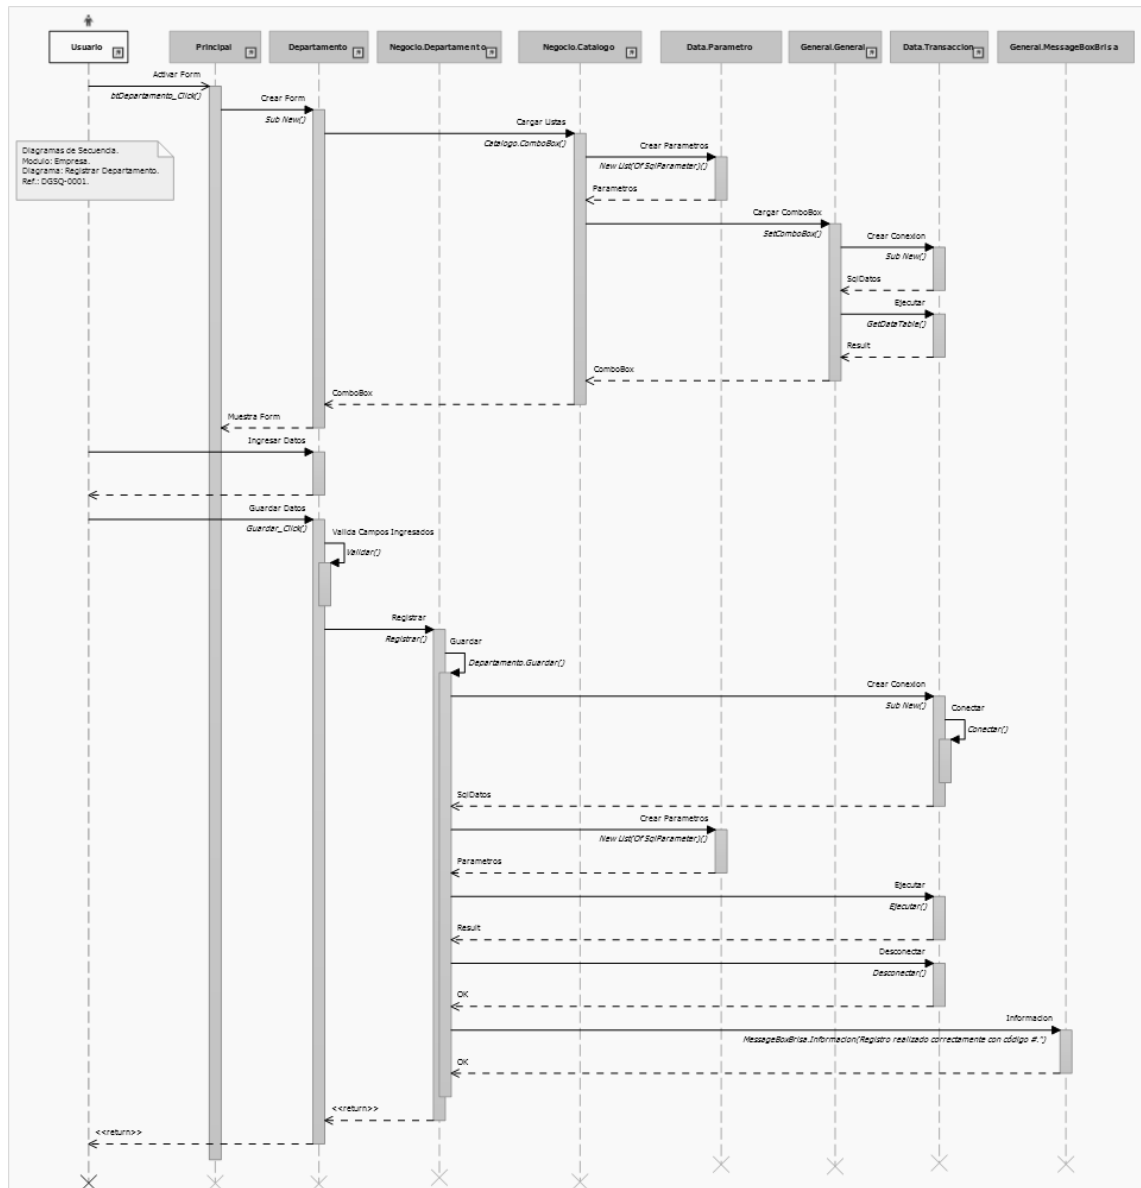 Usuario
Principal
Departamento
Negocio.Departamento
Negocio.Catalogo
Data.Parametro
General.General
Data.Transaccion
General.MessageBoxBrisa
Activar Form
btDepartamento_Click()
Crear Form
Sub New()
Cargar Listas
Catalogo.ComboBox()
Diagramas de Secuencia.
Modulo: Empresa.
Diagrama: Registrar Departamento.
Ref.: DGSQ-0001.
Crear Parametros
New List(Of SqlParameter)()
Parametros
Cargar ComboBox
SetComboBox()
Crear Conexion
Sub New()
SqlDatos
Ejecutar
GetDataTable()
Result
ComboBox
ComboBox
Muestra Form
Ingresar Datos
Guardar Datos
Guardar_Click()
Valida Campos Ingresados
Validar()
Registrar
Registrar()
Guardar
Departamento.Guardar()
Crear Conexion
Sub New()
Conectar
Conectar()
SqlDatos
Crear Parametros
New List(Of SqlParameter)()
Parametros
Ejecutar
Ejecutar()
Result
Desconectar
Desconectar()
OK
Informacion
MessageBoxBrisa.Informacion("Registro realizado correctamente con código #.")
OK
<<return>>
<<return>>